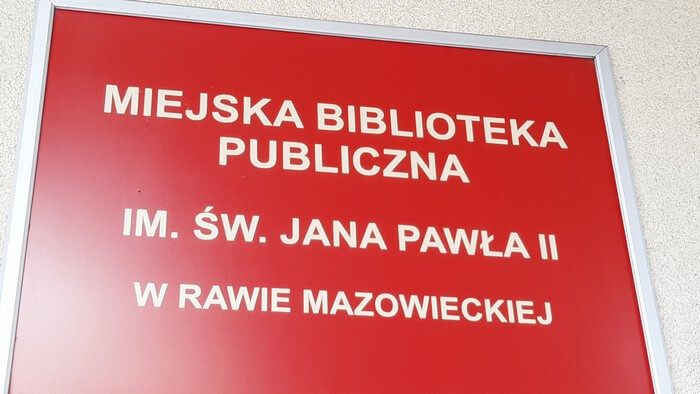 MIEJSKA BIBLIOTEKA
PUBLICZNA
IM. ŚW. JANA PAWŁA II
W RAWIE MAZOWIECKIEJ